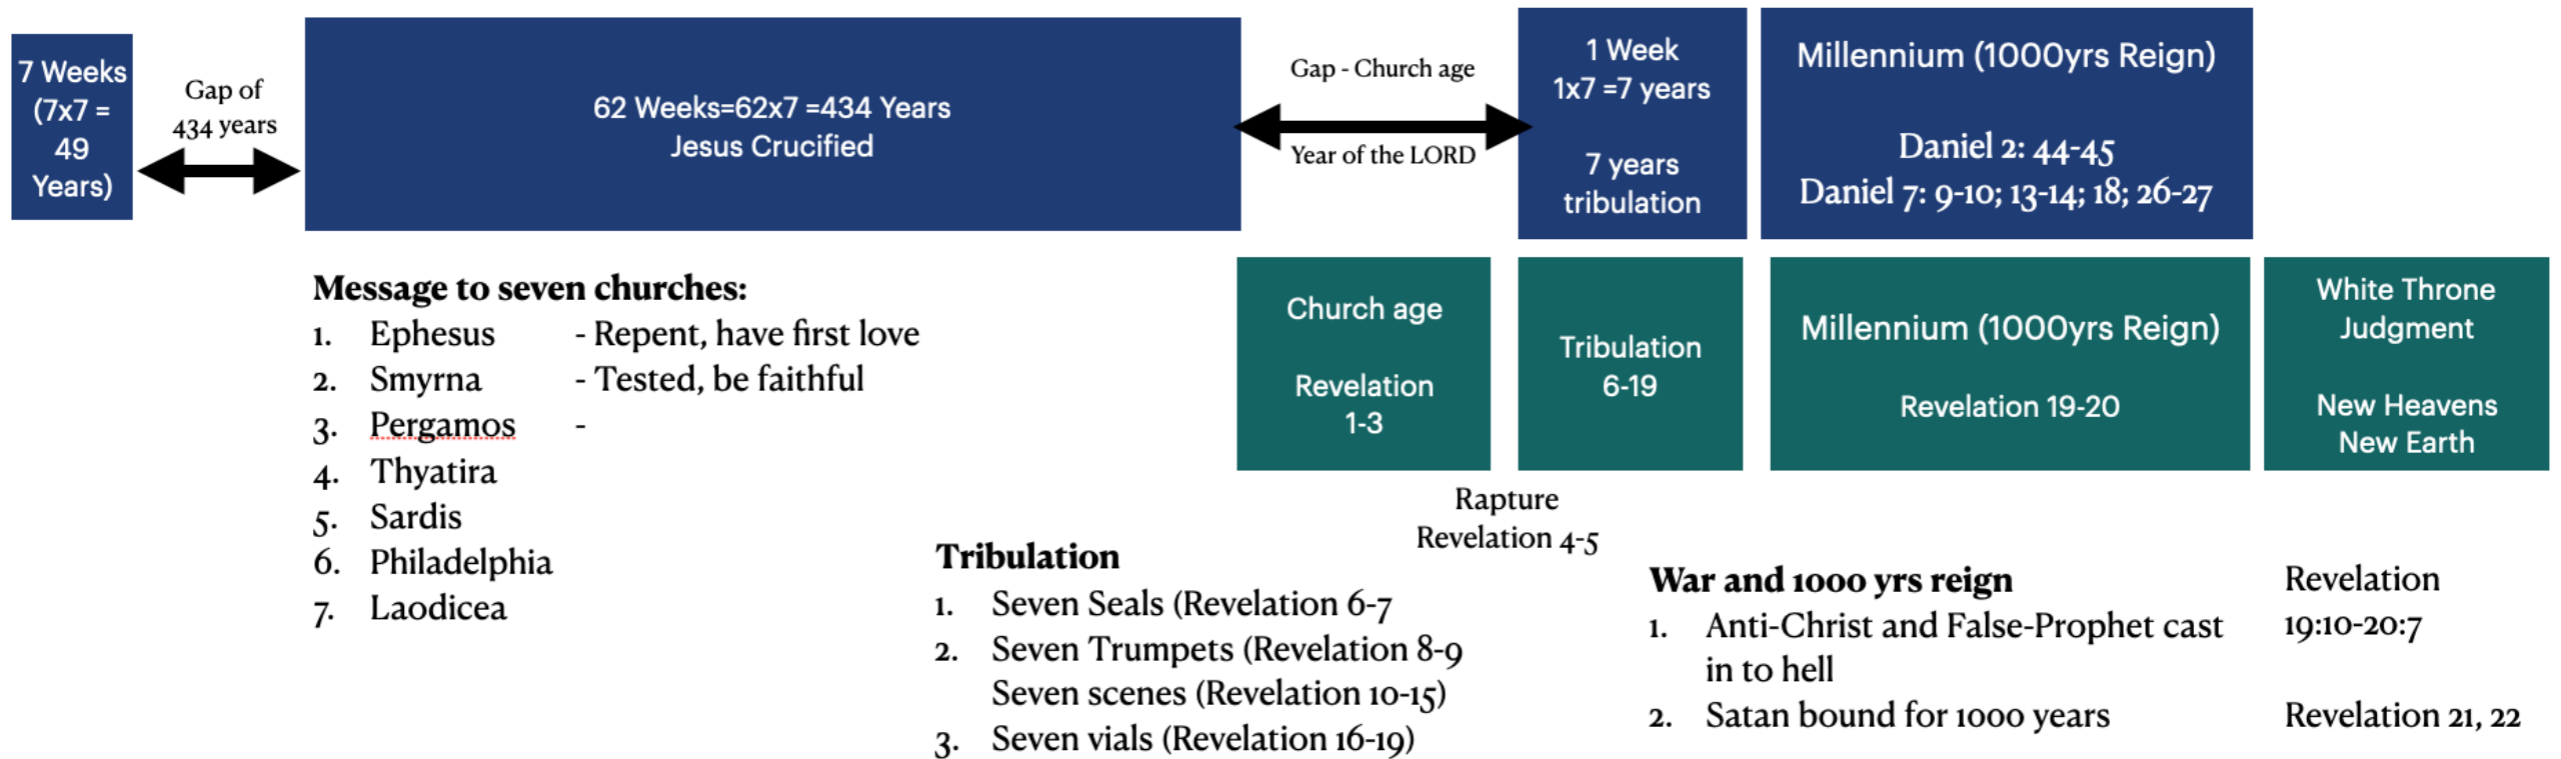 7 Weeks
(7x7 =
49
Years)
Gap of
434 years
62 Weeks=62x7 =434 Years
Jesus Crucified
Gap - Church age
Year of the LORD
1 Week
1x7 =7 years
7 years
tribulation
Millennium (1000yrs Reign)
Daniel 2: 44-45
Daniel 7: 9-10; 13-14; 18; 26-27
Message to seven churches:
1. Ephesus - Repent, have first love
2. Smyrna - Tested, be faithful
3. Pergamos -
4. Thyatira
5. Sardis
6. Philadelphia
7. Laodicea
Church age
Revelation
1-3
Tribulation
6-19
Millennium (1000yrs Reign)
Revelation 19-20
White Throne
Judgment
New Heavens
New Earth
Rapture
Revelation 4-5
Tribulation
1. Seven Seals (Revelation 6-7
2. Seven Trumpets (Revelation 8-9
Seven scenes (Revelation 10-15)
3. Seven vials (Revelation 16-19)
War and 1000 yrs reign
1. Anti-Christ and False-Prophet cast
in to hell
2. Satan bound for 1000 years
Revelation
19:10-20:7
Revelation 21, 22